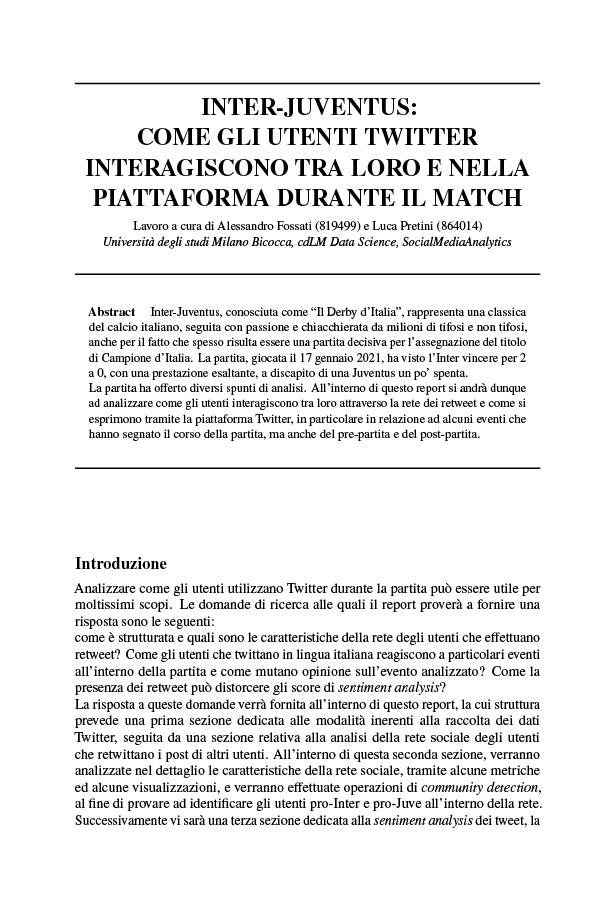 INTER-JUVENTUS:
COME GLI UTENTI TWITTER
INTERAGISCONO TRA LORO E NELLA
PIATTAFORMA DURANTE IL MATCH
Lavoro a cura di Alessandro Fossati (819499) e Luca Pretini (864014)
Università degli studi Milano Bicocca, cdLM Data Science, SocialMediaAnalytics
Abstract Inter-Juventus, conosciuta come “Il Derby d’Italia”, rappresenta una classica
del calcio italiano, seguita con passione e chiacchierata da milioni di tifosi e non tifosi,
anche per il fatto che spesso risulta essere una partita decisiva per l’assegnazione del titolo
di Campione d’Italia. La partita, giocata il 17 gennaio 2021, ha visto l’Inter vincere per 2
a 0, con una prestazione esaltante, a discapito di una Juventus un po’ spenta.
La partita ha offerto diversi spunti di analisi. All’interno di questo report si andrà dunque
ad analizzare come gli utenti interagiscono tra loro attraverso la rete dei retweet e come si
esprimono tramite la piattaforma Twitter, in particolare in relazione ad alcuni eventi che
hanno segnato il corso della partita, ma anche del pre-partita e del post-partita.
Introduzione
Analizzare come gli utenti utilizzano Twitter durante la partita può essere utile per
moltissimi scopi. Le domande di ricerca alle quali il report proverà a fornire una
risposta sono le seguenti:
come è strutturata e quali sono le caratteristiche della rete degli utenti che effettuano
retweet? Come gli utenti che twittano in lingua italiana reagiscono a particolari eventi
all’interno della partita e come mutano opinione sull’evento analizzato? Come la
presenza dei retweet può distorcere gli score di sentiment analysis?
La risposta a queste domande verrà fornita all’interno di questo report, la cui struttura
prevede una prima sezione dedicata alle modalità inerenti alla raccolta dei dati
Twitter, seguita da una sezione relativa alla analisi della rete sociale degli utenti
che retwittano i post di altri utenti. All’interno di questa seconda sezione, verranno
analizzate nel dettaglio le caratteristiche della rete sociale, tramite alcune metriche
ed alcune visualizzazioni, e verranno effettuate operazioni di community detection,
al fine di provare ad identificare gli utenti pro-Inter e pro-Juve all’interno della rete.
Successivamente vi sarà una terza sezione dedicata alla sentiment analysis dei tweet, la